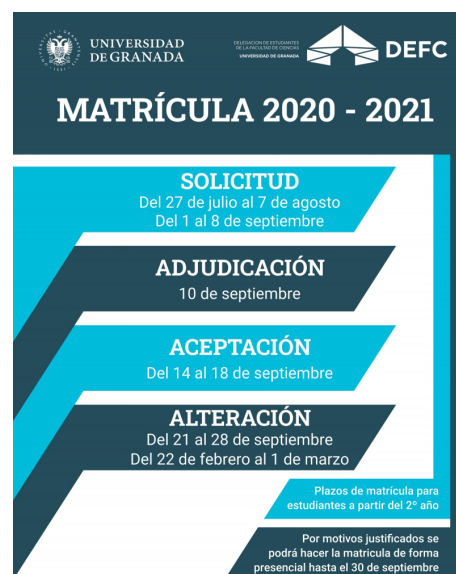 UNIVERSIDAD
DE GRANADA
DELEGACIÓN DE ESTUDIANTES
DE LA FACULTAD DE CIENCIAS
UNIVERSIDAD DE GRANADA
DEFC
MATRÍCULA 2020 - 2021
SOLICITUD
Del 27 de julio al 7 de agosto
Del 1 al 8 de septiembre
ADJUDICACIÓN
10 de septiembre
ACEPTACIÓN
Del 14 al 18 de septiembre
ALTERACIÓN
Del 21 al 28 de septiembre
Del 22 de febrero al 1 de marzo
Plazos de matrícula para
estudiantes a partir del 2º año
Por motivos justificados se
podrá hacer la matricula de forma
presencial hasta el 30 de septiembre